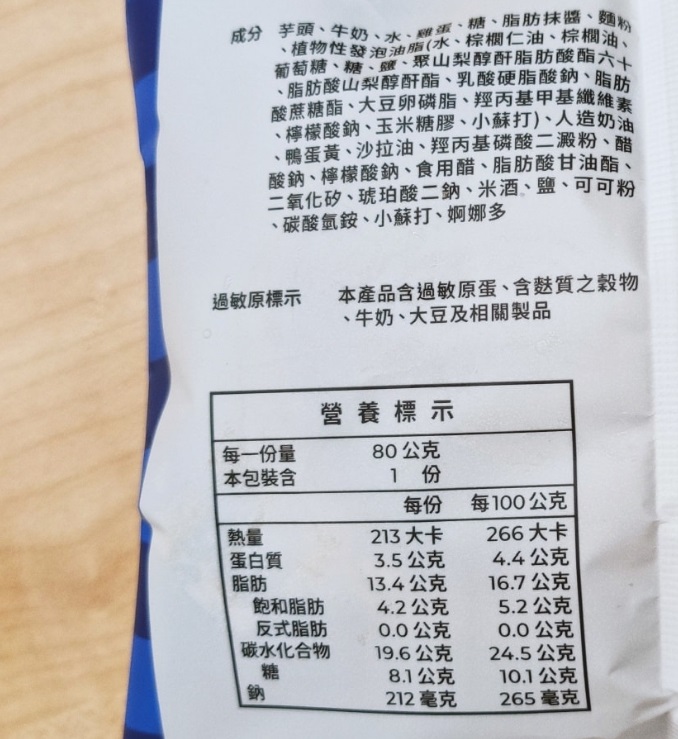 成分 芋頭、牛奶、水、雞蛋、糖、脂肪抹醬、麵粉
、植物性發泡油脂(水、棕櫚仁油、棕櫚油、
葡萄糖、糖、鹽、聚山梨醇酐脂肪酸酯六十
、脂肪酸山梨醇酐酯、乳酸硬脂酸鈉、脂肪
酸蔗糖酯、大豆卵磷脂、羥丙基甲基纖維素
、檸檬酸鈉、玉米糖膠、小蘇打)、人造奶油
、鴨蛋黃、沙拉油、羥丙基磷酸二澱粉、醋
酸鈉、檸檬酸鈉、食用醋、脂肪酸甘油酯、
二氧化矽、琥珀酸二鈉、米酒、鹽、可可粉
、碳酸氫銨、小蘇打、婀娜多
過敏原標示 本產品含過敏原蛋、含麩質之穀物
、牛奶、大豆及相關製品
營養標示
每一份量 80 公克
本包裝含 1 份
每份 每100公克
熱量 213 大卡 266 大卡
蛋白質 3.5 公克 4.4 公克
脂肪 13.4 公克 16.7 公克
飽和脂肪 4.2 公克 5.2 公克
反式脂肪 0.0 公克 0.0 公克
碳水化合物 19.6 公克 24.5 公克
糖 8.1 公克 10.1 公克
鈉 212 毫克 265 毫克